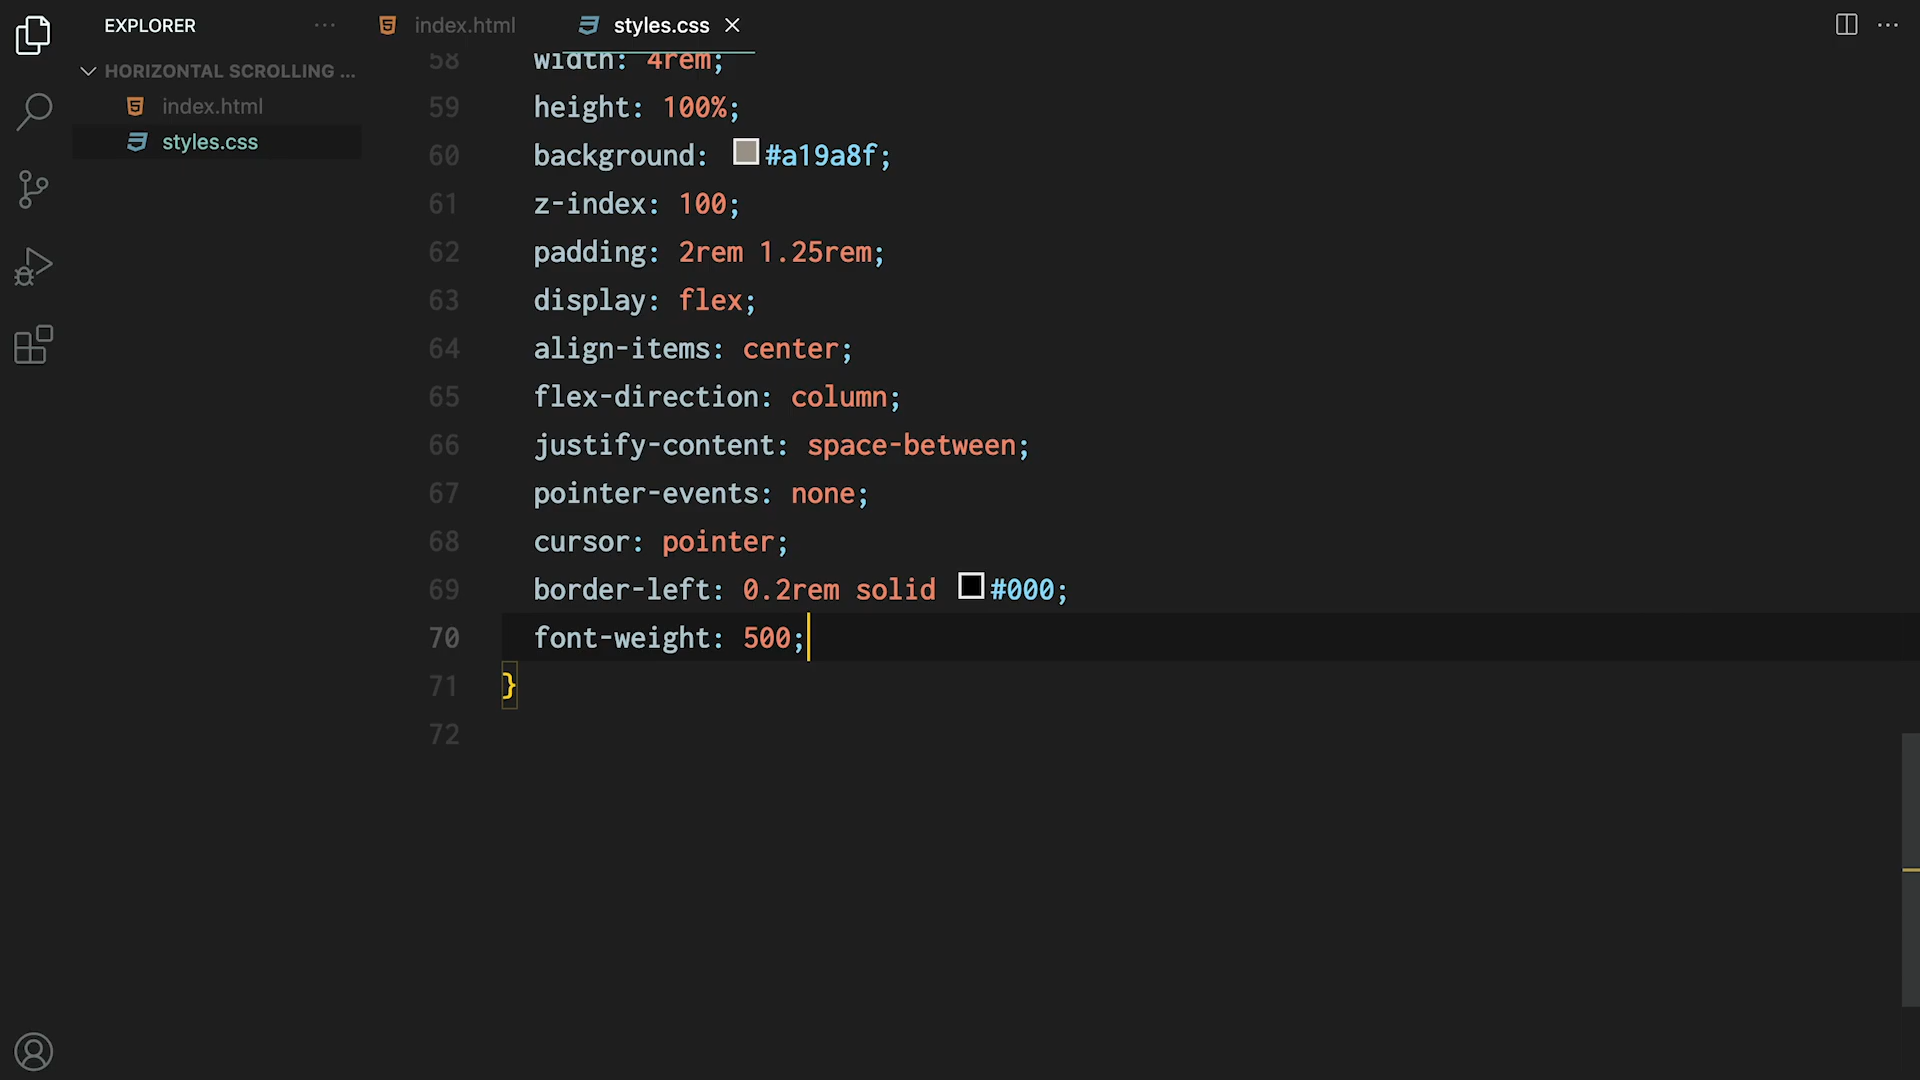 EXPLORER
index.html
styles.css
HORIZONTAL SCROLLING ...
index.html
styles.css
58 width: 4rem;
59 height: 100%;
60 background: #a19a8f;
61 z-index: 100;
62 padding: 2rem 1.25rem;
63 display: flex;
64 align-items: center;
65 flex-direction: column;
66 justify-content: space-between;
67 pointer-events: none;
68 cursor: pointer;
69 border-left: 0.2rem solid #000;
70 font-weight: 500;
71 }
72